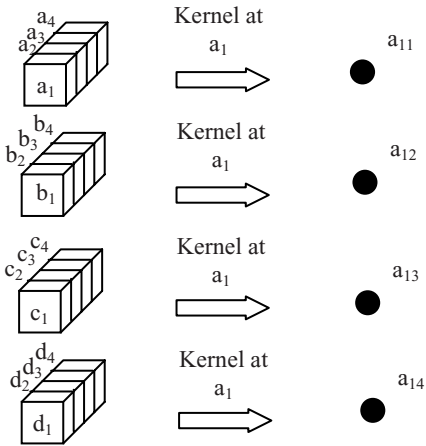 a₄
a₃
a₂
a₁
Kernel at
a₁
a₁₁
b₄
b₃
b₂
b₁
Kernel at
a₁
a₁₂
c₄
c₃
c₂
c₁
Kernel at
a₁
a₁₃
d₄
d₃
d₂
d₁
Kernel at
a₁
a₁₄